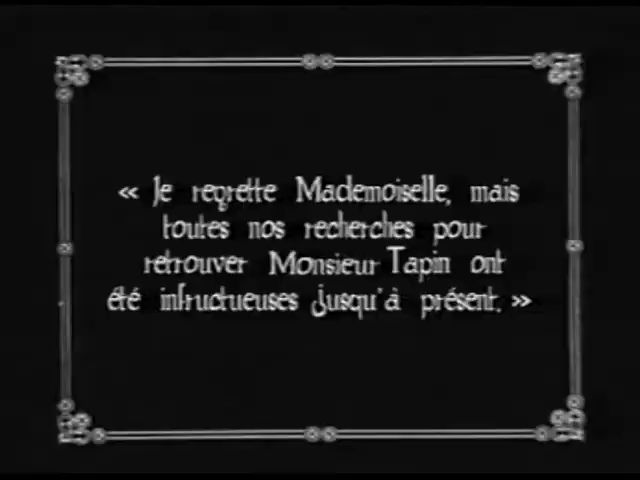 « Je regrette Mademoiselle, mais
toutes nos recherches pour
retrouver Monsieur Tapin ont
été infructueuses jusqu'à présent. »